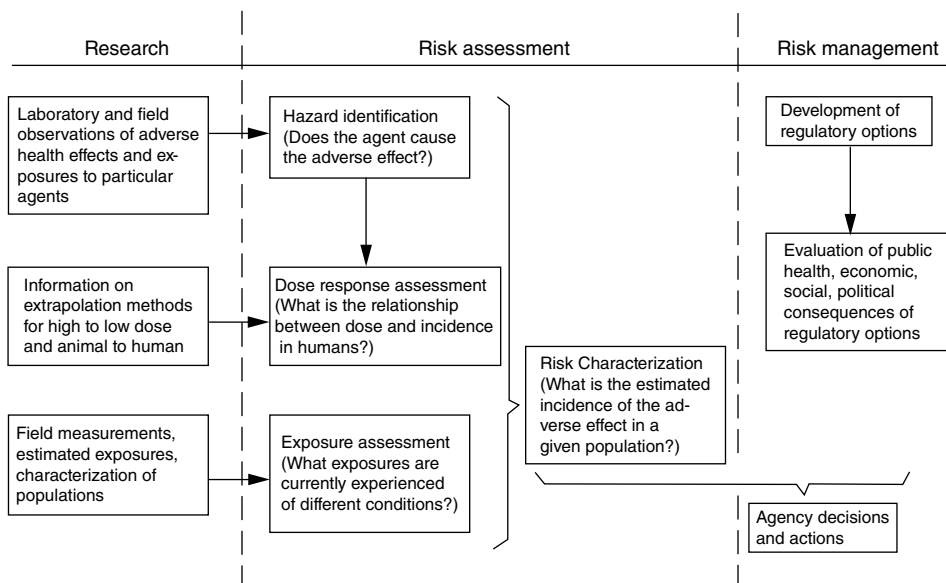 Research
Risk assessment
Risk management
Laboratory and field
observations of adverse
health effects and ex-
posures to particular
agents
Hazard identification
(Does the agent cause
the adverse effect?)
Development of
regulatory options
Information on
extrapolation methods
for high to low dose
and animal to human
Dose response assessment
(What is the relationship
between dose and incidence
in humans?)
Evaluation of public
health, economic,
social, political
consequences of
regulatory options
Risk Characterization
(What is the estimated
incidence of the ad-
verse effect in a
given population?)
Field measurements,
estimated exposures,
characterization of
populations
Exposure assessment
(What exposures are
currently experienced
of different conditions?)
Agency decisions
and actions